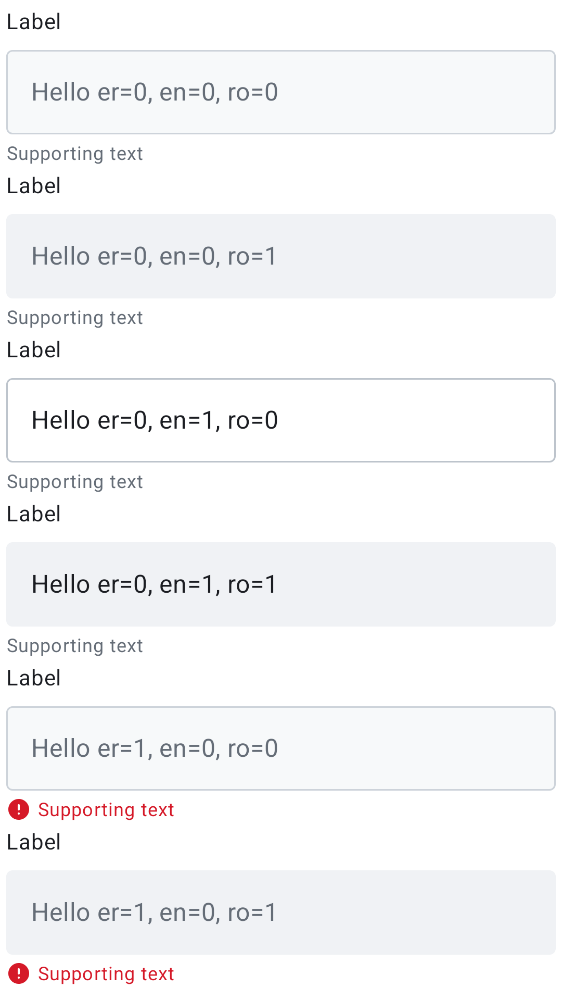 Label
Hello er=0, en=0, ro=0
Supporting text
Label
Hello er=0, en=0, ro=1
Supporting text
Label
Hello er=0, en=1, ro=0
Supporting text
Label
Hello er=0, en=1, ro=1
Supporting text
Label
Hello er=1, en=0, ro=0
Supporting text
Label
Hello er=1, en=0, ro=1
Supporting text